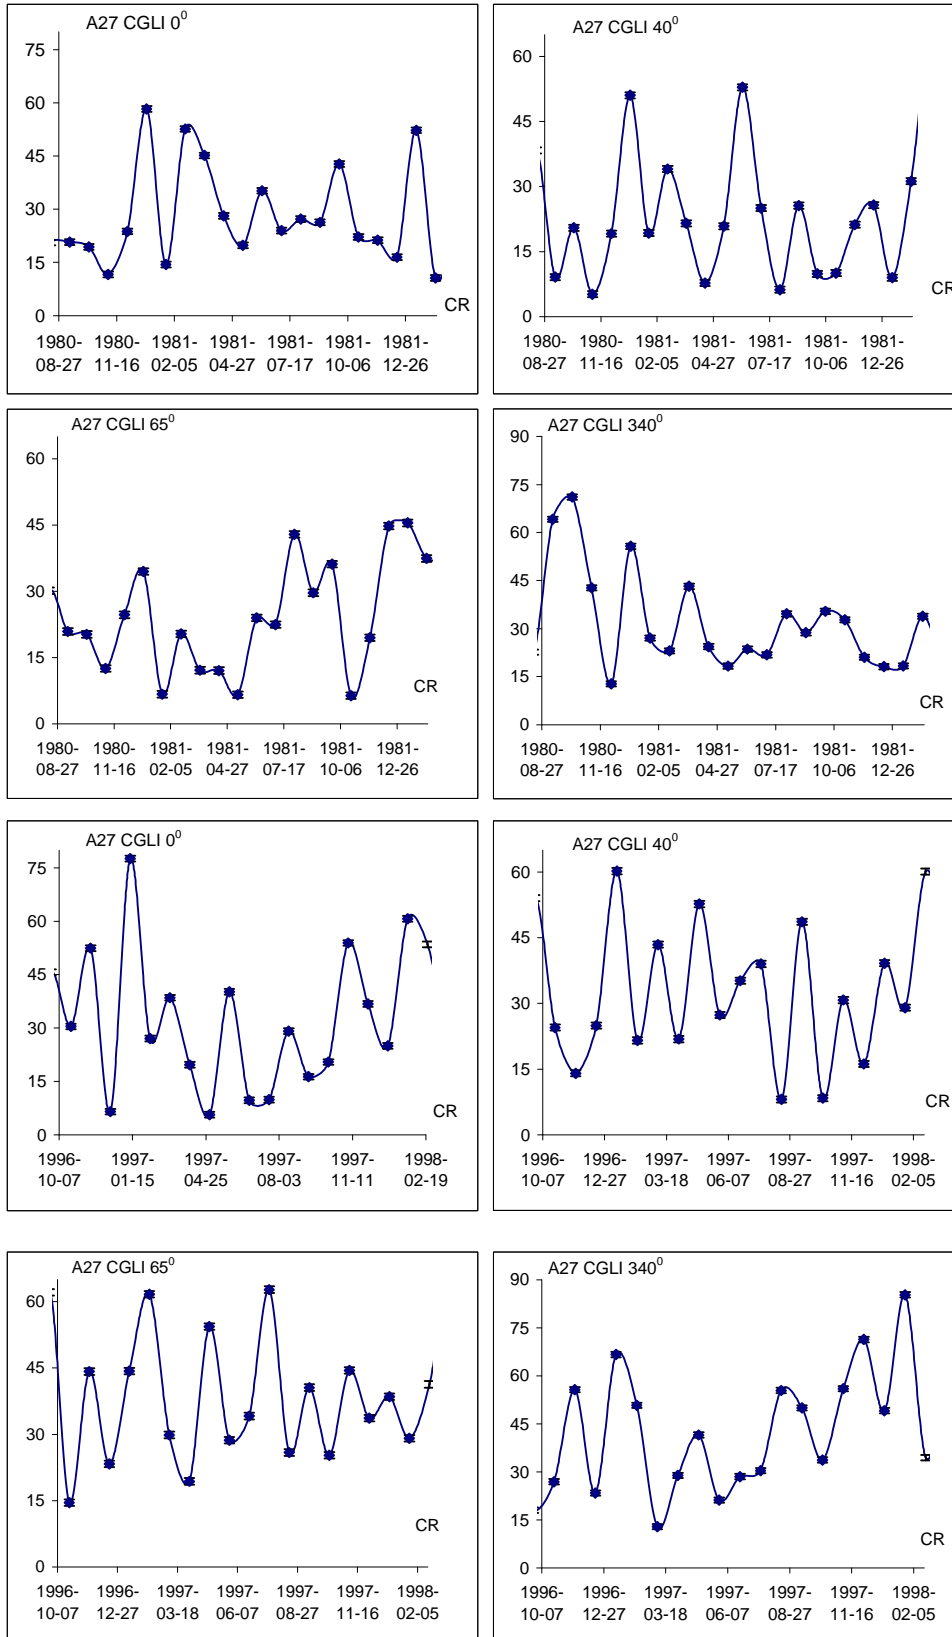 A27 CGLI 0⁰
75
60
45
30
15
0
CR
1980- 1980- 1981- 1981- 1981- 1981- 1981-
08-27 11-16 02-05 04-27 07-17 10-06 12-26
A27 CGLI 40⁰
60
45
30
15
0
CR
1980- 1980- 1981- 1981- 1981- 1981- 1981-
08-27 11-16 02-05 04-27 07-17 10-06 12-26
A27 CGLI 65⁰
60
45
30
15
0
CR
1980- 1980- 1981- 1981- 1981- 1981- 1981-
08-27 11-16 02-05 04-27 07-17 10-06 12-26
A27 CGLI 340⁰
90
75
60
45
30
15
0
CR
1980- 1980- 1981- 1981- 1981- 1981- 1981-
08-27 11-16 02-05 04-27 07-17 10-06 12-26
A27 CGLI 0⁰
75
60
45
30
15
0
CR
1996- 1997- 1997- 1997- 1997- 1998-
10-07 01-15 04-25 08-03 11-11 02-19
A27 CGLI 40⁰
60
45
30
15
0
CR
1996- 1996- 1997- 1997- 1997- 1997- 1998-
10-07 12-27 03-18 06-07 08-27 11-16 02-05
A27 CGLI 65⁰
60
45
30
15
0
CR
1996- 1996- 1997- 1997- 1997- 1997- 1998-
10-07 12-27 03-18 06-07 08-27 11-16 02-05
A27 CGLI 340⁰
90
75
60
45
30
15
0
CR
1996- 1996- 1997- 1997- 1997- 1997- 1998-
10-07 12-27 03-18 06-07 08-27 11-16 02-05